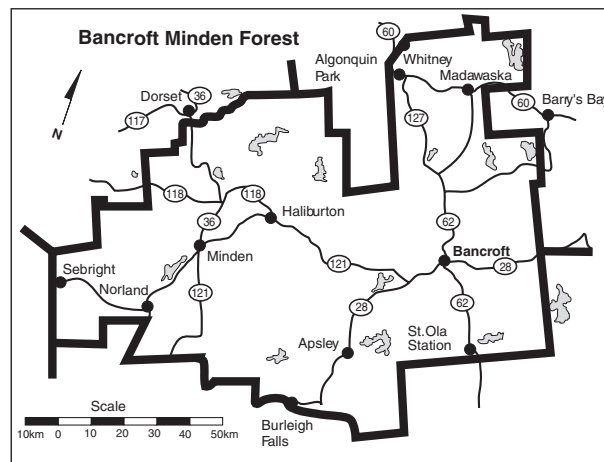 Bancroft Minden Forest
60
Algonquin
Park
Whitney
Madawaska
36
Dorset
117
60
Barry's Bay
127
N
118
118
36
Haliburton
62
Minden
Bancroft
Sebright
121
28
Norland
121
62
28
St.Ola
Station
Apsley
Scale
10km 0 10 20 30 40 50km
Burleigh
Falls